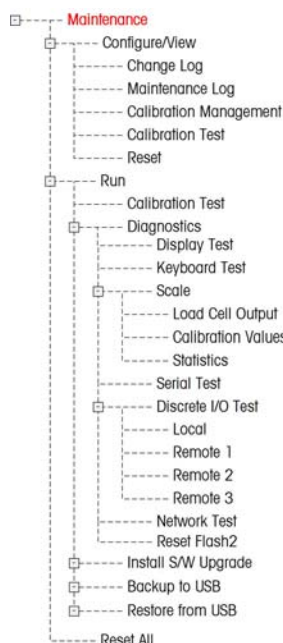 Maintenance
Configure/View
Change Log
Maintenance Log
Calibration Management
Calibration Test
Reset
Run
Calibration Test
Diagnostics
Display Test
Keyboard Test
Scale
Load Cell Output
Calibration Values
Statistics
Serial Test
Discrete I/O Test
Local
Remote 1
Remote 2
Remote 3
Network Test
Reset Flash2
Install S/W Upgrade
Backup to USB
Restore from USB
Reset All